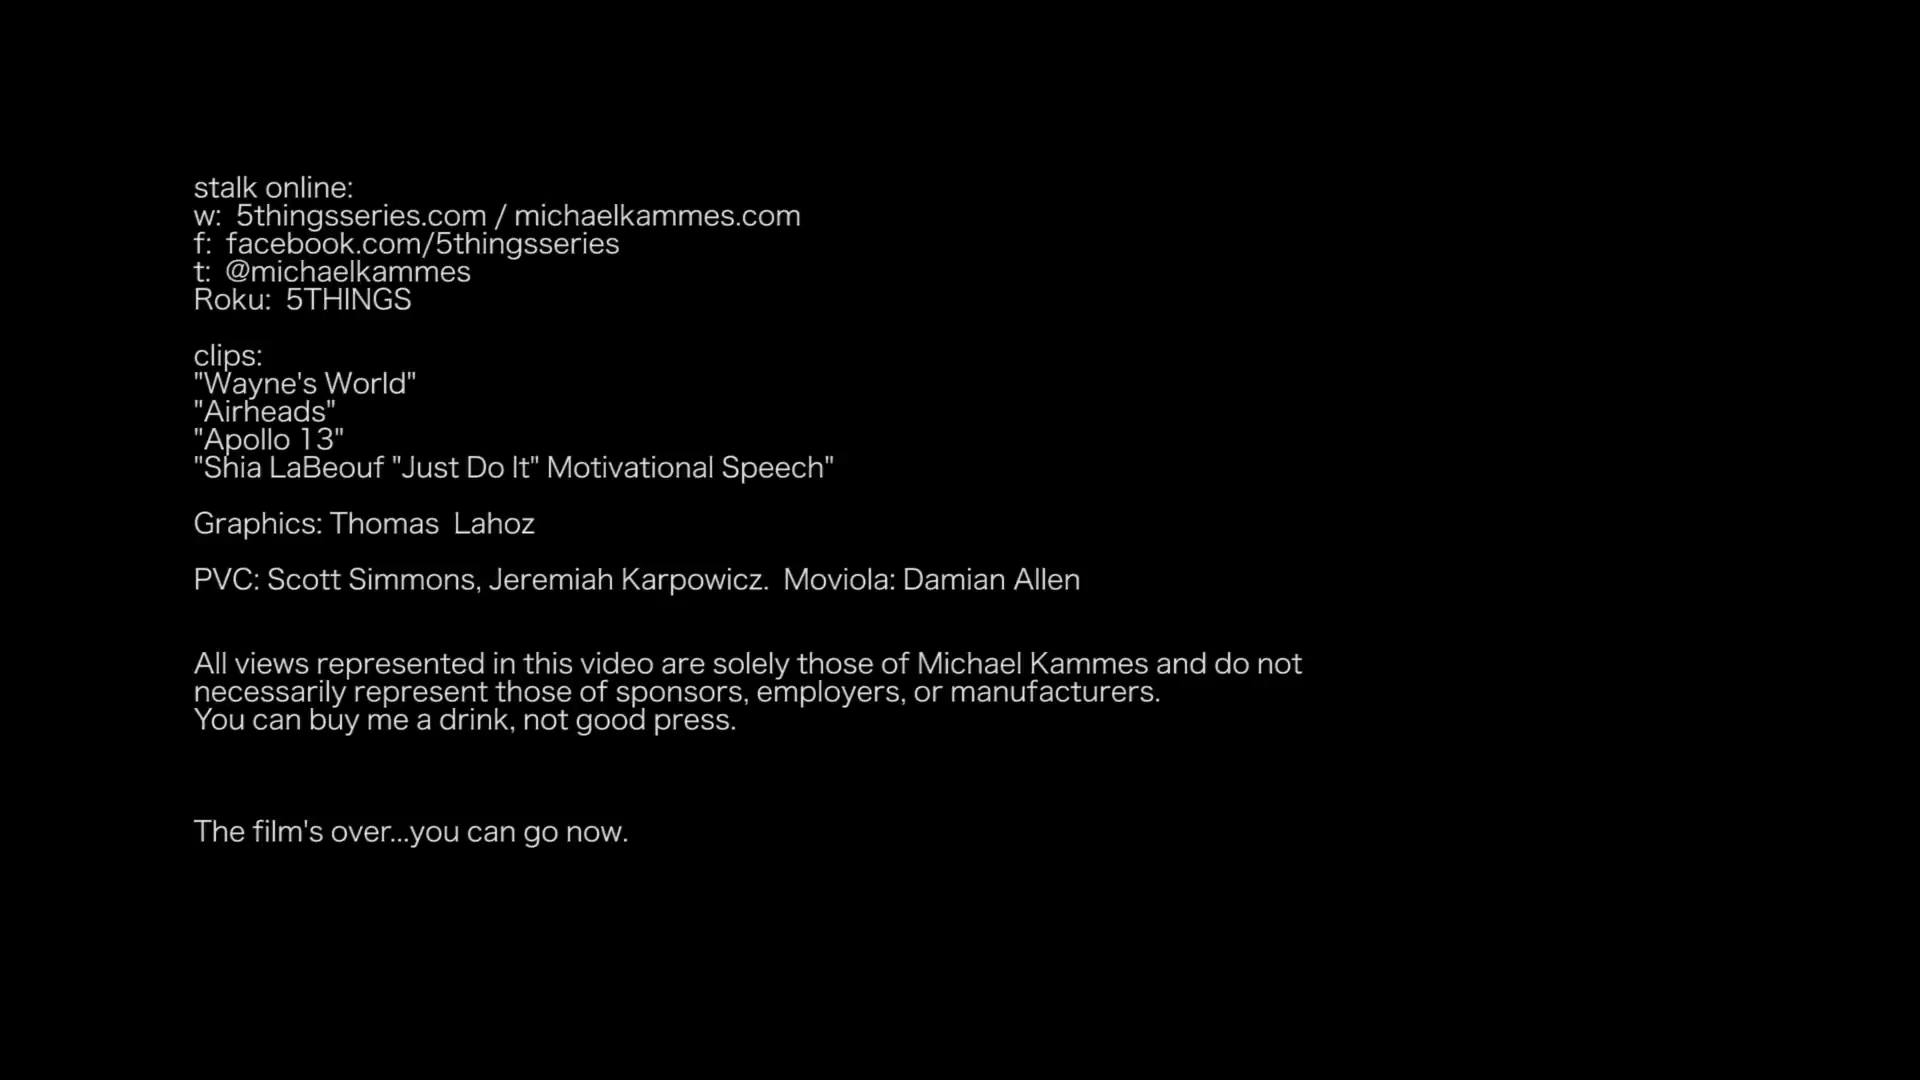 stalk online:
w:  5thingsseries.com / michaelkammes.com
f:  facebook.com/5thingsseries
t:  @michaelkammes
Roku:  5THINGS
clips:
"Wayne's World"
"Airheads"
"Apollo 13"
"Shia LaBeouf "Just Do It" Motivational Speech"
Graphics: Thomas  Lahoz
PVC: Scott Simmons, Jeremiah Karpowicz.  Moviola: Damian Allen
All views represented in this video are solely those of Michael Kammes and do not
necessarily represent those of sponsors, employers, or manufacturers.
You can buy me a drink, not good press.
The film's over...you can go now.